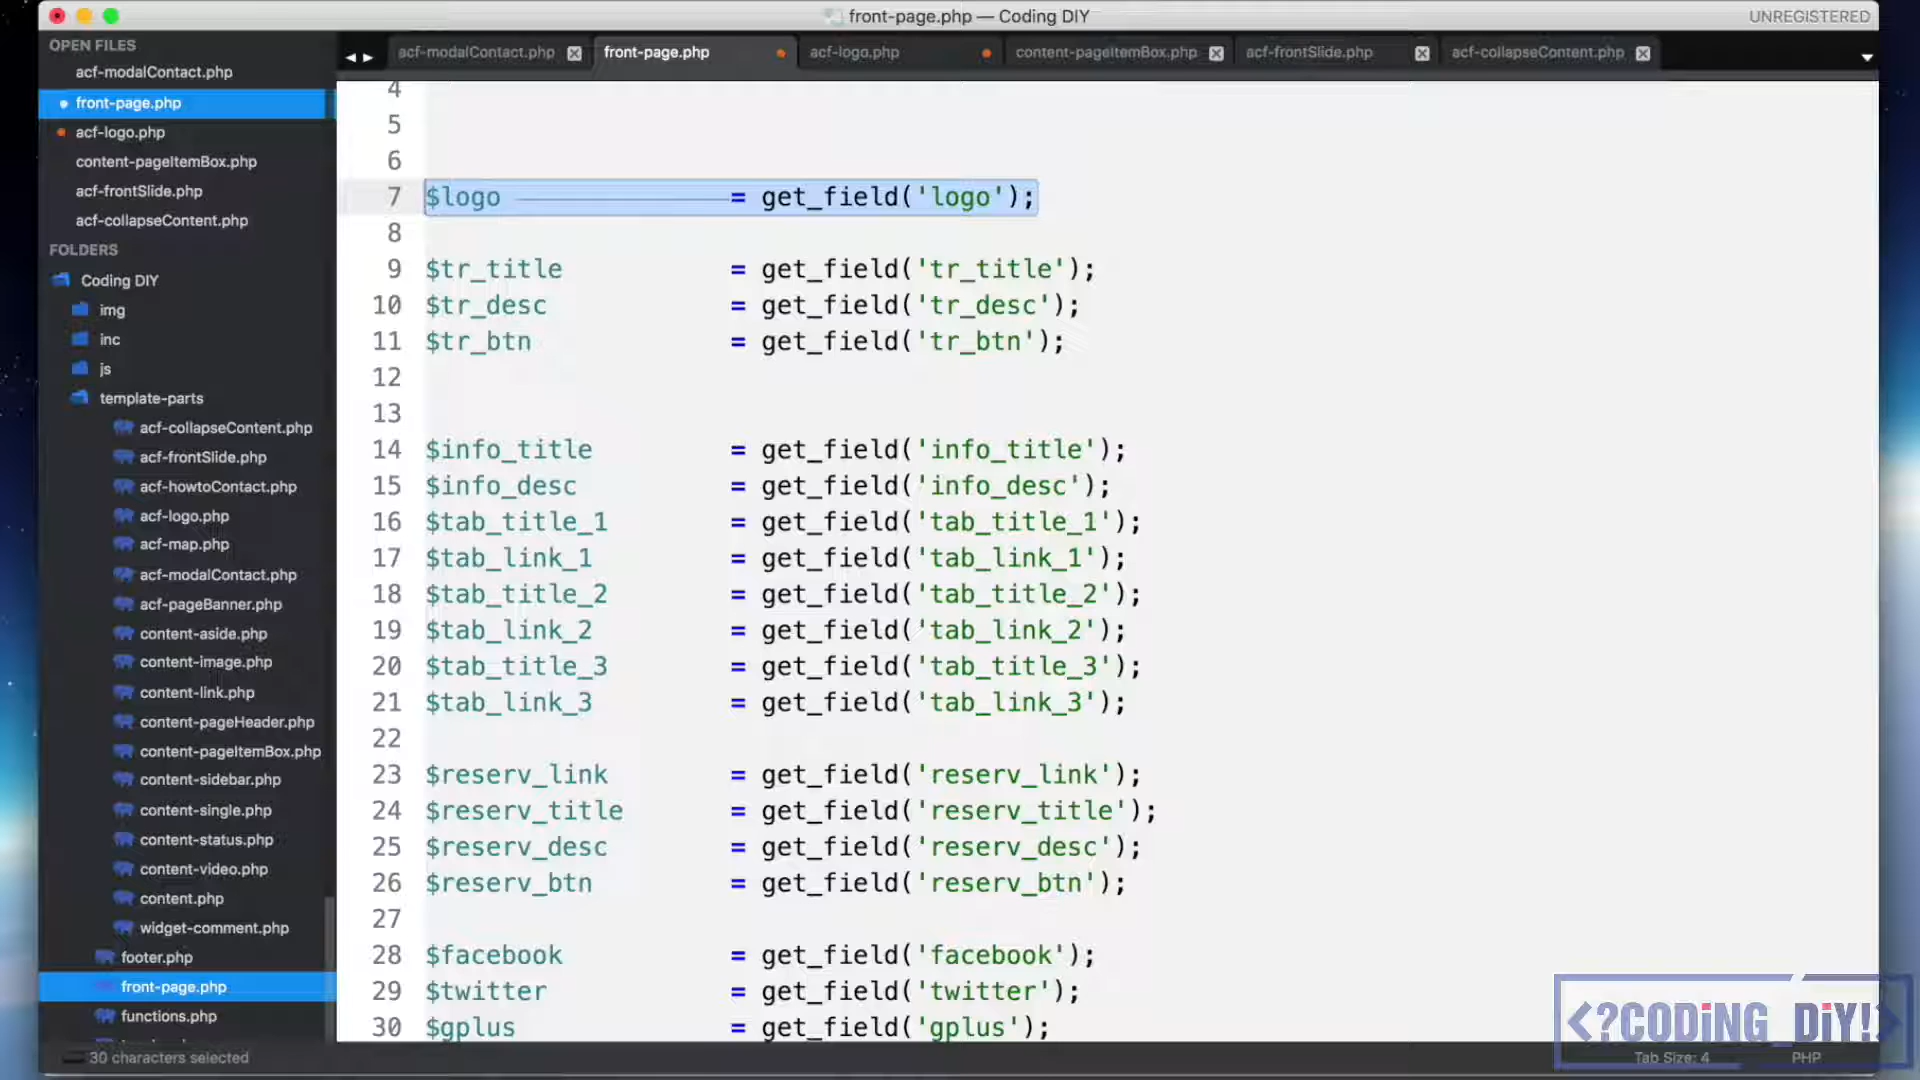 front-page.php — Coding DIY
UNREGISTERED
OPEN FILES
acf-modalContact.php
front-page.php
acf-logo.php
content-pageItemBox.php
acf-frontSlide.php
acf-collapseContent.php
FOLDERS
Coding DIY
img
inc
js
template-parts
acf-collapseContent.php
acf-frontSlide.php
acf-howtoContact.php
acf-logo.php
acf-map.php
acf-modalContact.php
acf-pageBanner.php
content-aside.php
content-image.php
content-link.php
content-pageHeader.php
content-pageItemBox.php
content-sidebar.php
content-single.php
content-status.php
content-video.php
content.php
widget-comment.php
footer.php
front-page.php
functions.php
acf-modalContact.php front-page.php acf-logo.php content-pageItemBox.php acf-frontSlide.php acf-collapseContent.php
4
5
6
7 $logo = get_field('logo');
8
9 $tr_title = get_field('tr_title');
10 $tr_desc = get_field('tr_desc');
11 $tr_btn = get_field('tr_btn');
12
13
14 $info_title = get_field('info_title');
15 $info_desc = get_field('info_desc');
16 $tab_title_1 = get_field('tab_title_1');
17 $tab_link_1 = get_field('tab_link_1');
18 $tab_title_2 = get_field('tab_title_2');
19 $tab_link_2 = get_field('tab_link_2');
20 $tab_title_3 = get_field('tab_title_3');
21 $tab_link_3 = get_field('tab_link_3');
22
23 $reserv_link = get_field('reserv_link');
24 $reserv_title = get_field('reserv_title');
25 $reserv_desc = get_field('reserv_desc');
26 $reserv_btn = get_field('reserv_btn');
27
28 $facebook = get_field('facebook');
29 $twitter = get_field('twitter');
30 $gplus = get_field('gplus');
<?CODiNG_DiY!>
30 characters selected
Tab Size: 4
PHP